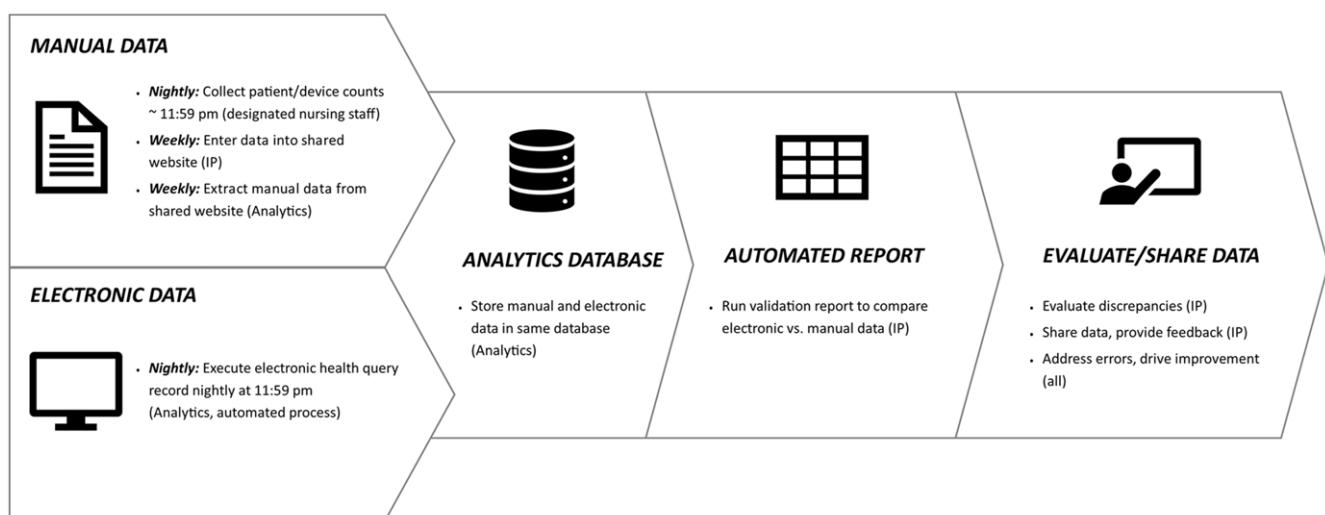 MANUAL DATA
• Nightly: Collect patient/device counts
~ 11:59 pm (designated nursing staff)
• Weekly: Enter data into shared
website (IP)
• Weekly: Extract manual data from
shared website (Analytics)
ELECTRONIC DATA
• Nightly: Execute electronic health query
record nightly at 11:59 pm
(Analytics, automated process)
ANALYTICS DATABASE
• Store manual and electronic
data in same database
(Analytics)
AUTOMATED REPORT
• Run validation report to compare
electronic vs. manual data (IP)
EVALUATE/SHARE DATA
• Evaluate discrepancies (IP)
• Share data, provide feedback (IP)
• Address errors, drive improvement
(all)